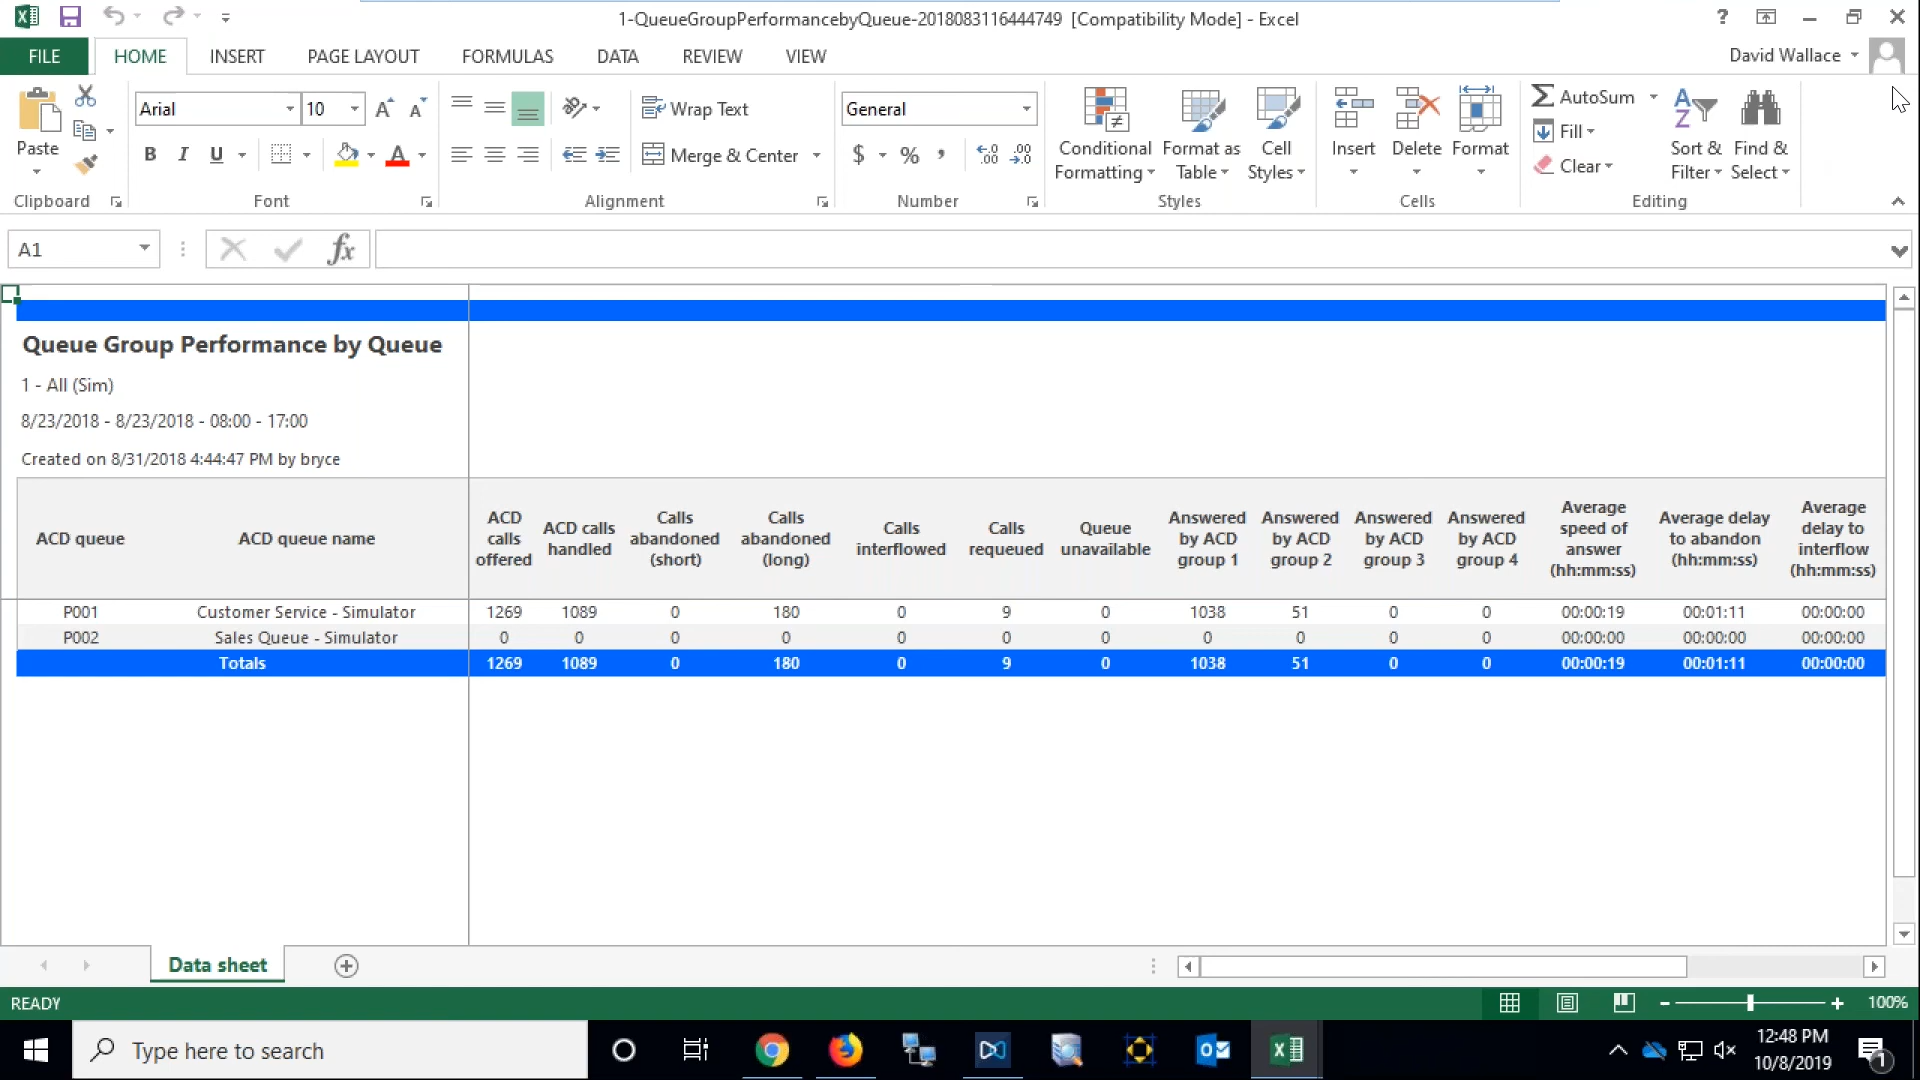 1-QueueGroupPerformancebyQueue-2018083116444749 [Compatibility Mode] - Excel
?
FILE HOME INSERT PAGE LAYOUT FORMULAS DATA REVIEW VIEW
David Wallace
Paste
Clipboard
Arial 10
B I U
A A A
Font
Wrap Text
Merge & Center
Alignment
General
$ % ,
Number
Conditional Formatting
Format as Table
Cell Styles
Styles
Insert
Delete
Format
Cells
AutoSum
Fill
Clear
Sort & Filter
Find & Select
Editing
A1
fx
Queue Group Performance by Queue
1 - All (Sim)
8/23/2018 - 8/23/2018 - 08:00 - 17:00
Created on 8/31/2018 4:44:47 PM by bryce
ACD queue
ACD queue name
ACD calls offered
ACD calls handled
Calls abandoned (short)
Calls abandoned (long)
Calls interflowed
Calls requeued
Queue unavailable
Answered by ACD group 1
Answered by ACD group 2
Answered by ACD group 3
Answered by ACD group 4
Average speed of answer (hh:mm:ss)
Average delay to abandon (hh:mm:ss)
Average delay to interflow (hh:mm:ss)
P001 Customer Service - Simulator 1269 1089 0 180 0 9 0 1038 51 0 0 00:00:19 00:01:11 00:00:00
P002 Sales Queue - Simulator 0 0 0 0 0 0 0 0 0 0 0 00:00:00 00:00:00 00:00:00
Totals 1269 1089 0 180 0 9 0 1038 51 0 0 00:00:19 00:01:11 00:00:00
Data sheet
READY
100%
Type here to search
12:48 PM
10/8/2019
1